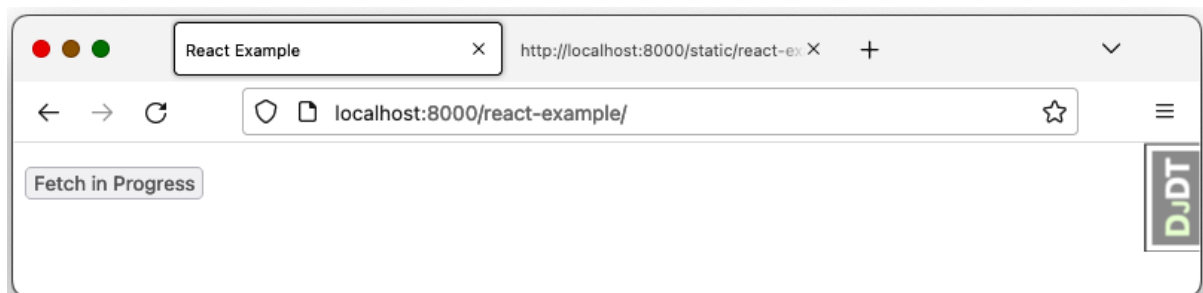 React Example
http://localhost:8000/static/react-ex
localhost:8000/react-example/
Fetch in Progress
DJDT